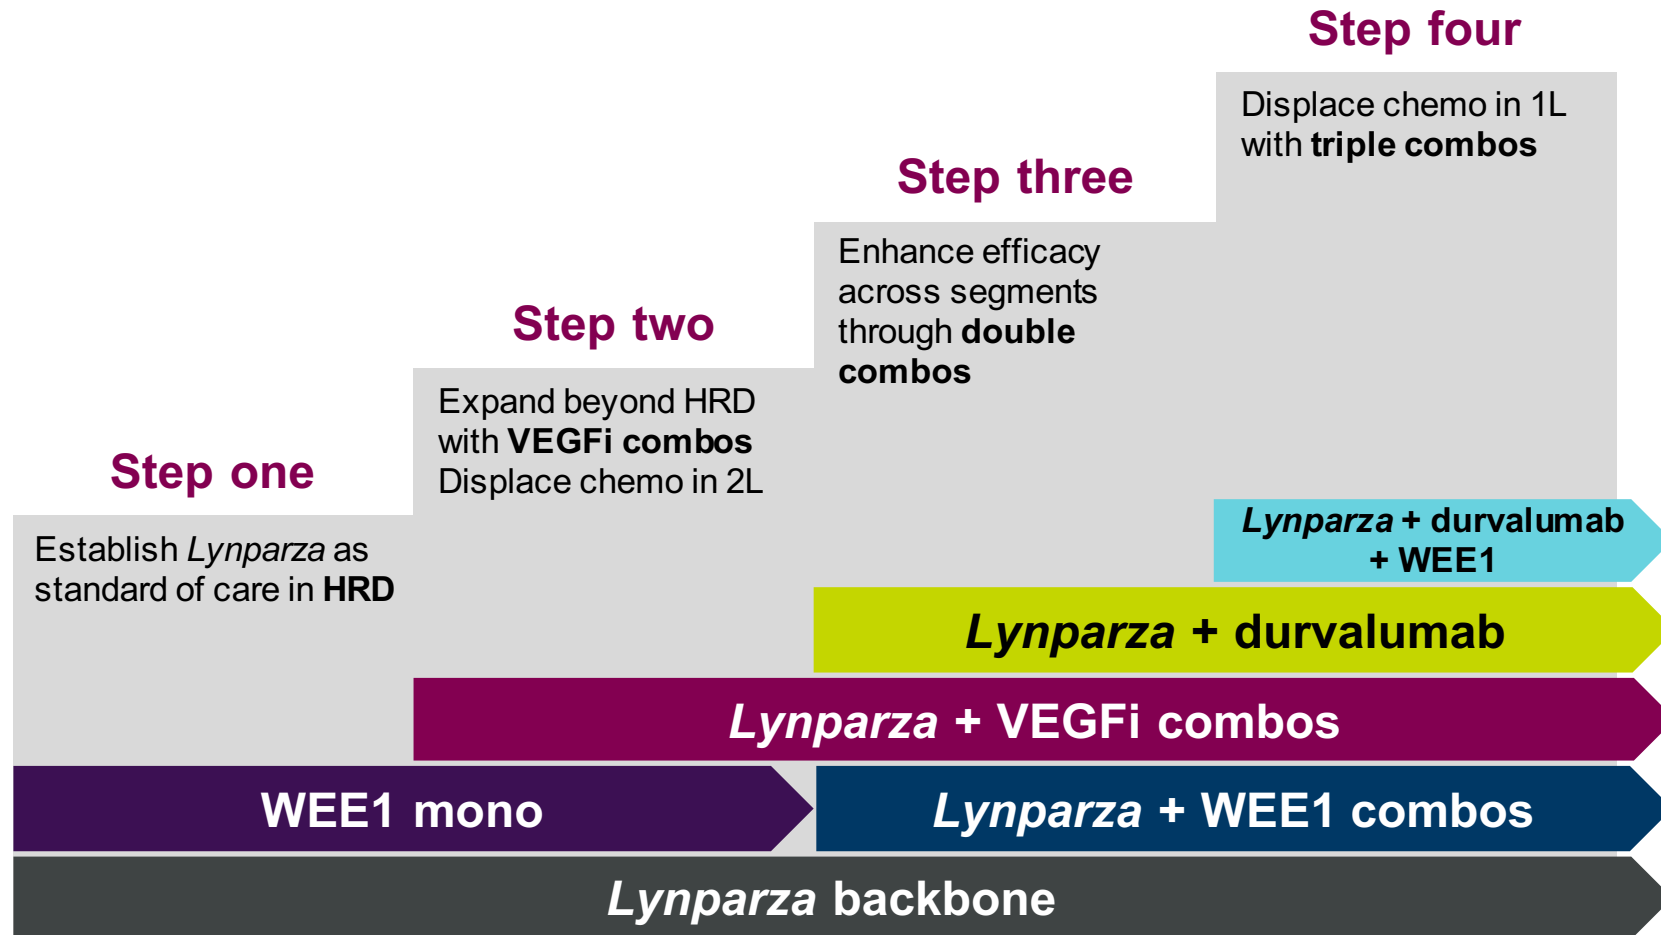 Step one
Establish Lynparza as
standard of care in HRD
Step two
Expand beyond HRD
with VEGFi combos
Displace chemo in 2L
Step three
Enhance efficacy
across segments
through double
combos
Step four
Displace chemo in 1L
with triple combos
Lynparza + durvalumab
+ WEE1
Lynparza + durvalumab
Lynparza + VEGFi combos
WEE1 mono
Lynparza + WEE1 combos
Lynparza backbone